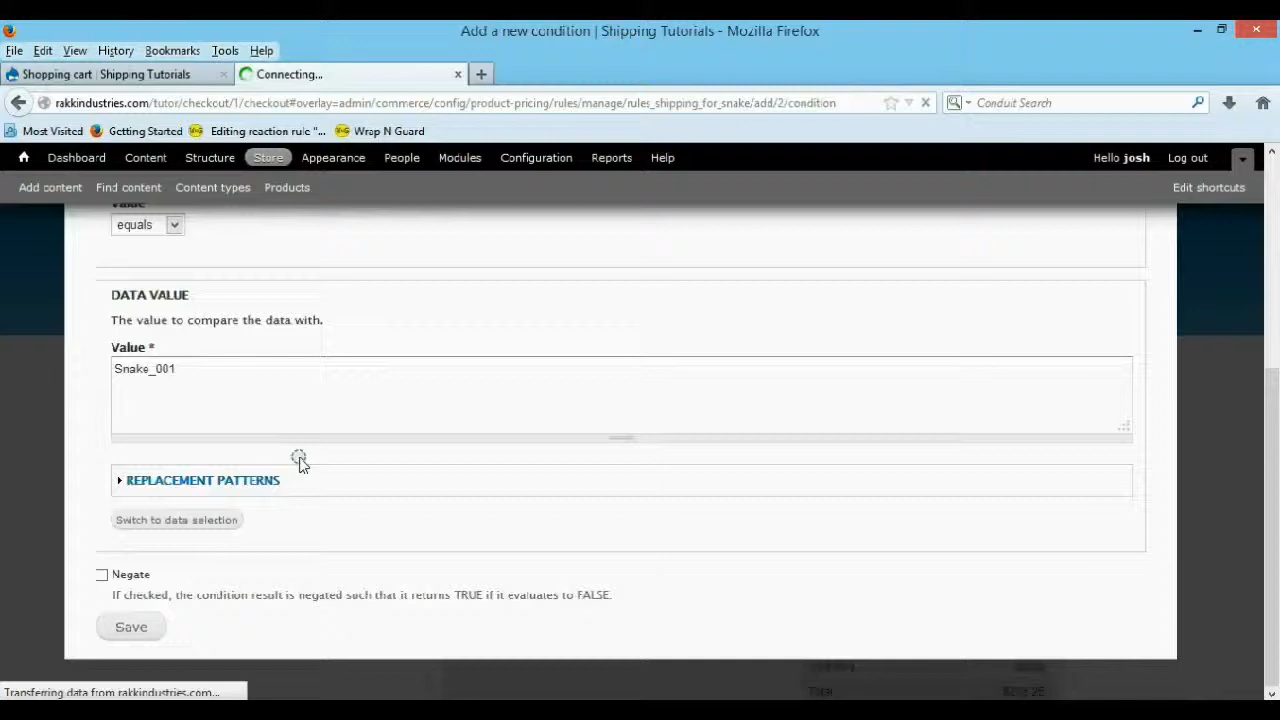 Add a new condition | Shipping Tutorials - Mozilla Firefox
File Edit View History Bookmarks Tools Help
Shopping cart | Shipping Tutorials
Connecting...
rakkindustries.com/tutor/checkout/1/checkout#overlay=admin/commerce/config/product-pricing/rules/manage/rules_shipping_for_snake/add/2/condition
Conduit Search
Most Visited Getting Started Editing reaction rule "... Wrap N Guard
Dashboard Content Structure Store Appearance People Modules Configuration Reports Help Hello josh Log out
Add content Find content Content types Products Edit shortcuts
Value
equals
DATA VALUE
The value to compare the data with.
Value *
Snake_001
REPLACEMENT PATTERNS
Switch to data selection
Negate
If checked, the condition result is negated such that it returns TRUE if it evaluates to FALSE.
Save
Total
Transferring data from rakkindustries.com...